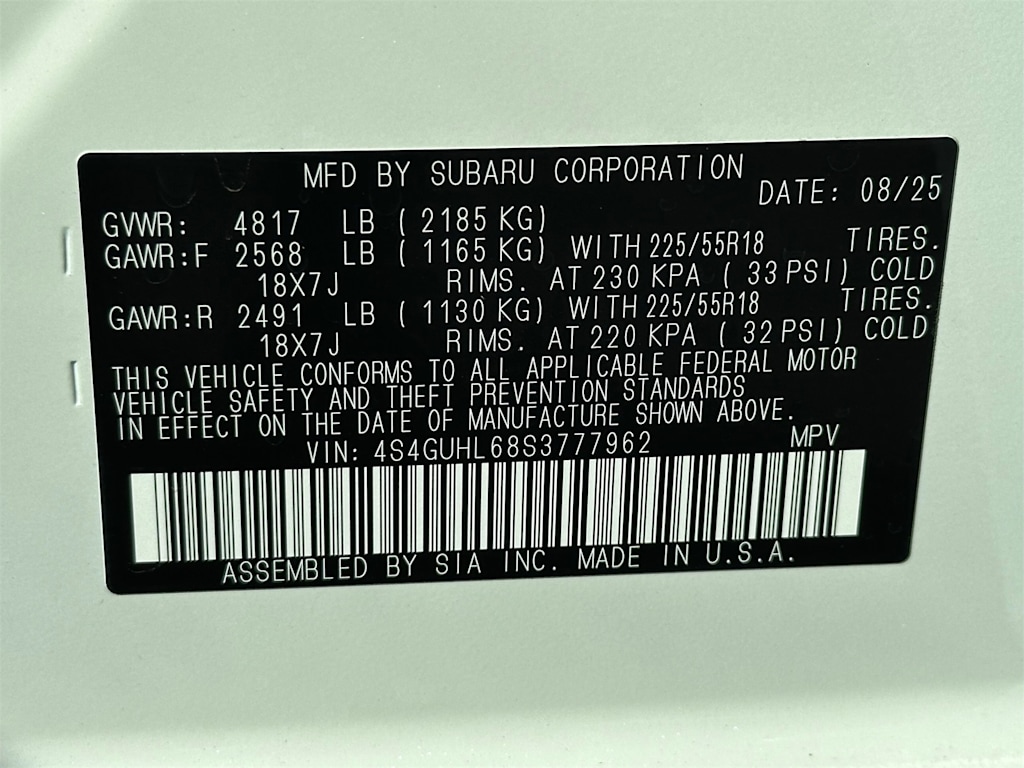 MFD BY SUBARU CORPORATION DATE: 08/25
GVWR: 4817 LB ( 2185 KG)
GAWR:F 2568 LB ( 1165 KG) WITH 225/55R18 TIRES.
18X7J RIMS. AT 230 KPA ( 33 PSI) COLD
GAWR:R 2491 LB ( 1130 KG) WITH 225/55R18 TIRES.
18X7J RIMS. AT 220 KPA ( 32 PSI) COLD
THIS VEHICLE CONFORMS TO ALL APPLICABLE FEDERAL MOTOR
VEHICLE SAFETY AND THEFT PREVENTION STANDARDS
IN EFFECT ON THE DATE OF MANUFACTURE SHOWN ABOVE.
VIN: 4S4GUHL68S3777962 MPV
ASSEMBLED BY SIA INC. MADE IN U.S.A.